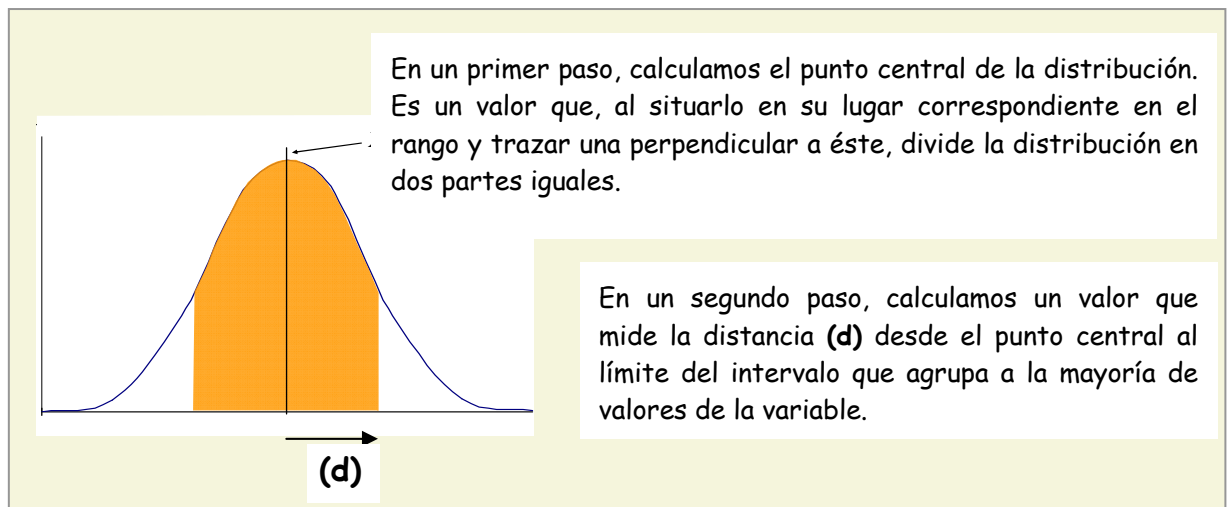 En un primer paso, calculamos el punto central de la distribución.
Es un valor que, al situarlo en su lugar correspondiente en el
rango y trazar una perpendicular a éste, divide la distribución en
dos partes iguales.
En un segundo paso, calculamos un valor que
mide la distancia (d) desde el punto central al
límite del intervalo que agrupa a la mayoría de
valores de la variable.
(d)